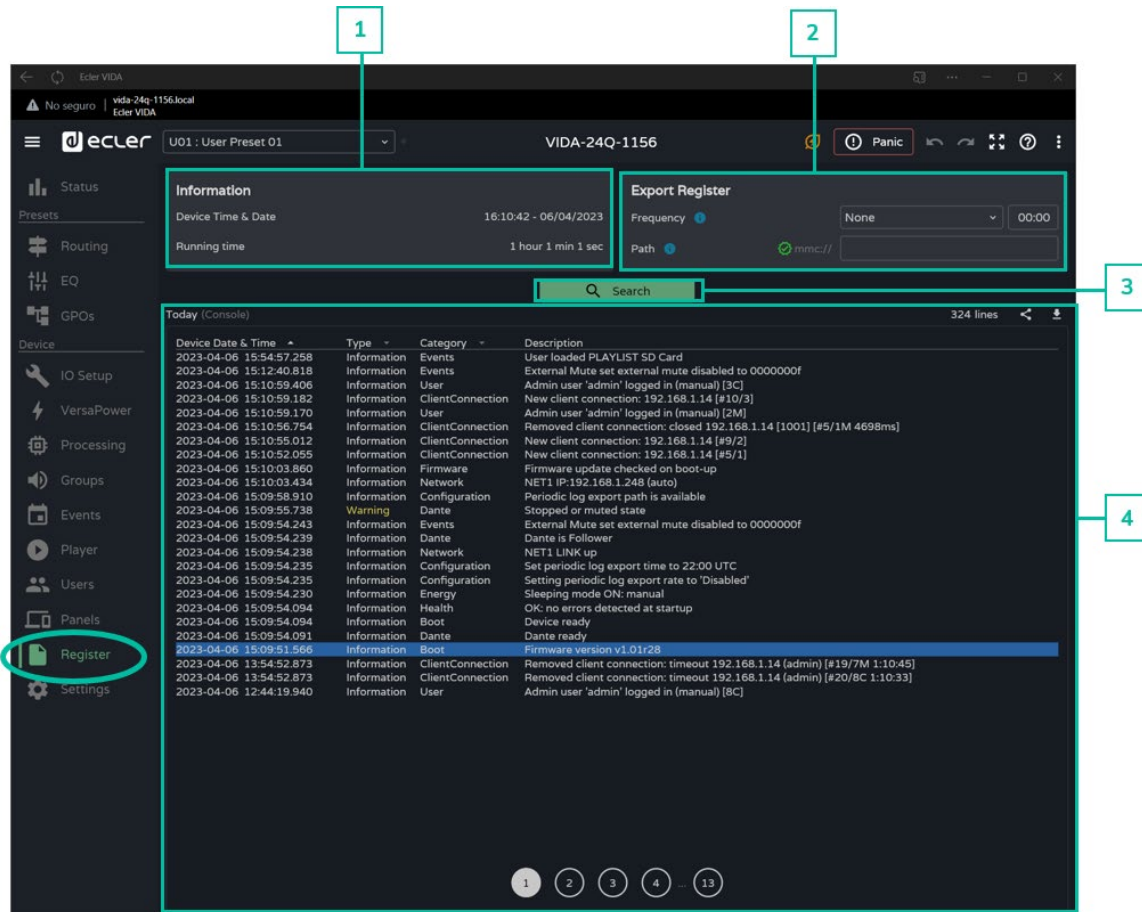 1
2
Ecler VIDA
No seguro | vida-24q-1156.local
Ecler VIDA
ecler
U01 : User Preset 01
VIDA-24Q-1156
Panic
Status
Presets
Routing
EQ
GPOs
Device
IO Setup
VersaPower
Processing
Groups
Events
Player
Users
Panels
Register
Settings
Information
Device Time & Date 16:10:42 - 06/04/2023
Running time 1 hour 1 min 1 sec
Export Register
Frequency None 00:00
Path mmc://
3
Search
Today (Console) 324 lines
4
Device Date & Time Type Category Description
2023-04-06 15:54:57.258 Information Events User loaded PLAYLIST SD Card
2023-04-06 15:12:40.818 Information Events External Mute set external mute disabled to 0000000f
2023-04-06 15:10:59.406 Information User Admin user 'admin' logged in (manual) [3C]
2023-04-06 15:10:59.182 Information ClientConnection New client connection: 192.168.1.14 [#10/3]
2023-04-06 15:10:59.170 Information User Admin user 'admin' logged in (manual) [2M]
2023-04-06 15:10:56.754 Information ClientConnection Removed client connection: closed 192.168.1.14 [1001] [#5/1M 4698ms]
2023-04-06 15:10:55.012 Information ClientConnection New client connection: 192.168.1.14 [#9/2]
2023-04-06 15:10:52.055 Information ClientConnection New client connection: 192.168.1.14 [#5/1]
2023-04-06 15:10:03.860 Information Firmware Firmware update checked on boot-up
2023-04-06 15:10:03.434 Information Network NET1 IP:192.168.1.248 (auto)
2023-04-06 15:09:58.910 Information Configuration Periodic log export path is available
2023-04-06 15:09:55.738 Warning Dante Stopped or muted state
2023-04-06 15:09:54.243 Information Events External Mute set external mute disabled to 0000000f
2023-04-06 15:09:54.239 Information Dante Dante is Follower
2023-04-06 15:09:54.238 Information Network NET1 LINK up
2023-04-06 15:09:54.235 Information Configuration Set periodic log export time to 22:00 UTC
2023-04-06 15:09:54.235 Information Configuration Setting periodic log export rate to 'Disabled'
2023-04-06 15:09:54.230 Information Energy Sleeping mode ON: manual
2023-04-06 15:09:54.094 Information Health OK: no errors detected at startup
2023-04-06 15:09:54.094 Information Boot Device ready
2023-04-06 15:09:54.091 Information Dante Dante ready
2023-04-06 15:09:51.566 Information Boot Firmware version v1.01r28
2023-04-06 13:54:52.873 Information ClientConnection Removed client connection: timeout 192.168.1.14 (admin) [#19/7M 1:10:45]
2023-04-06 13:54:52.873 Information ClientConnection Removed client connection: timeout 192.168.1.14 (admin) [#20/8C 1:10:33]
2023-04-06 12:44:19.940 Information User Admin user 'admin' logged in (manual) [8C]
1 2 3 4 ... 13